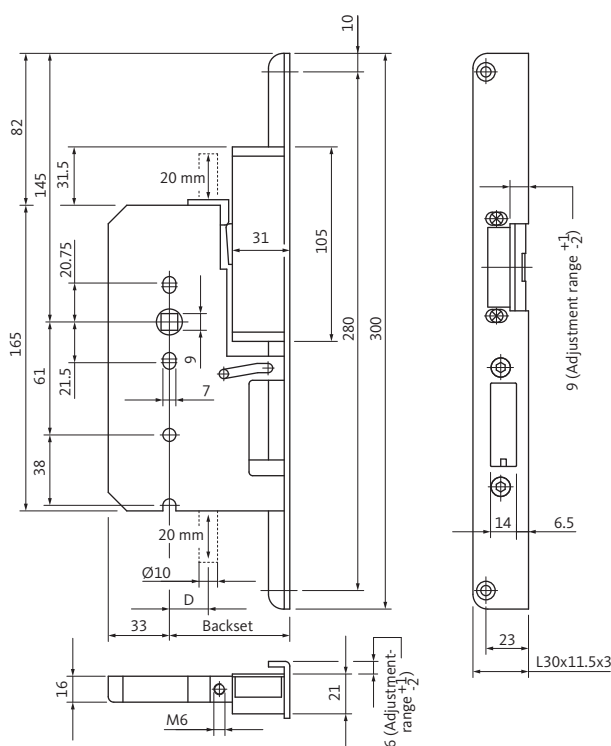 10
82
145
31.5
20 mm
31
105
20.75
280
300
165
61
21.5
9
7
38
20 mm
Ø10
D
33
Backset
9 (Adjustment range +1 -2)
14
6.5
23
L30x11.5x3
16
M6
21
6 (Adjustment-
range +1 -2)